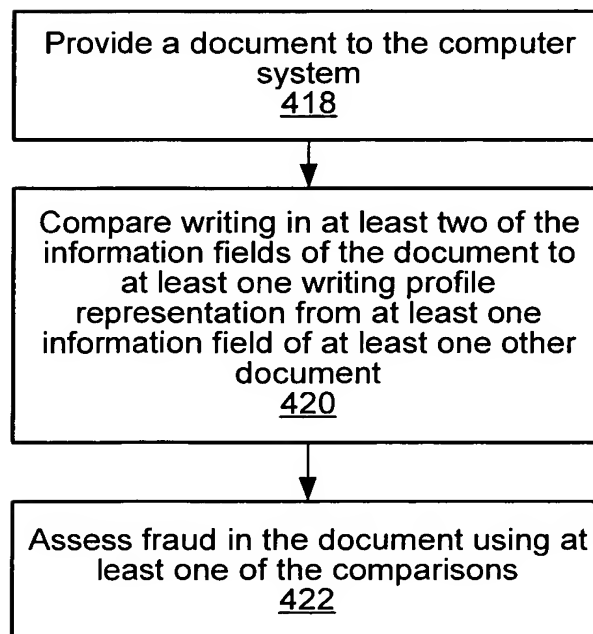 Provide a document to the computer
system
418
Compare writing in at least two of the
information fields of the document to
at least one writing profile
representation from at least one
information field of at least one other
document
420
Assess fraud in the document using at
least one of the comparisons
422